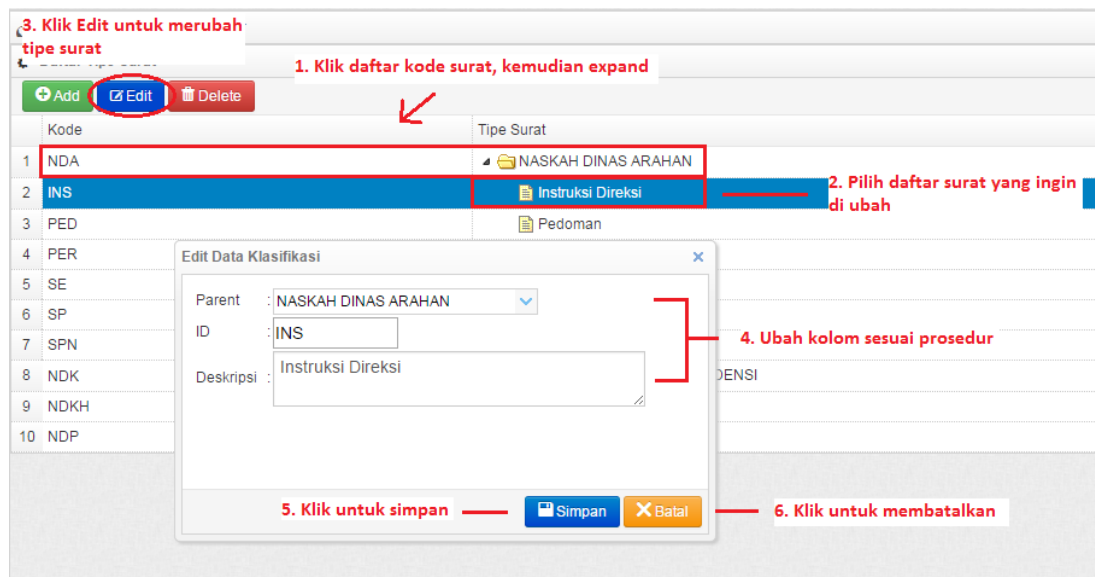 3. Klik Edit untuk merubah
tipe surat
1. Klik daftar kode surat, kemudian expand
Add Edit Delete
Kode Tipe Surat
1 NDA NASKAH DINAS ARAHAN
2 INS Instruksi Direksi
2. Pilih daftar surat yang ingin
di ubah
3 PED Pedoman
4 PER
5 SE
6 SP
7 SPN
8 NDK DENSI
9 NDKH
10 NDP
Edit Data Klasifikasi
Parent : NASKAH DINAS ARAHAN
ID : INS
Deskripsi : Instruksi Direksi
4. Ubah kolom sesuai prosedur
5. Klik untuk simpan
Simpan Batal
6. Klik untuk membatalkan